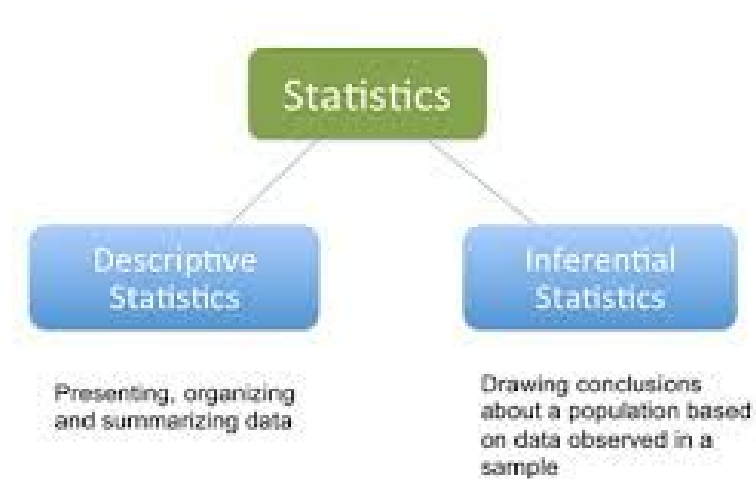 Statistics
Descriptive
Statistics
Inferential
Statistics
Presenting, organizing
and summarizing data
Drawing conclusions
about a population based
on data observed in a
sample